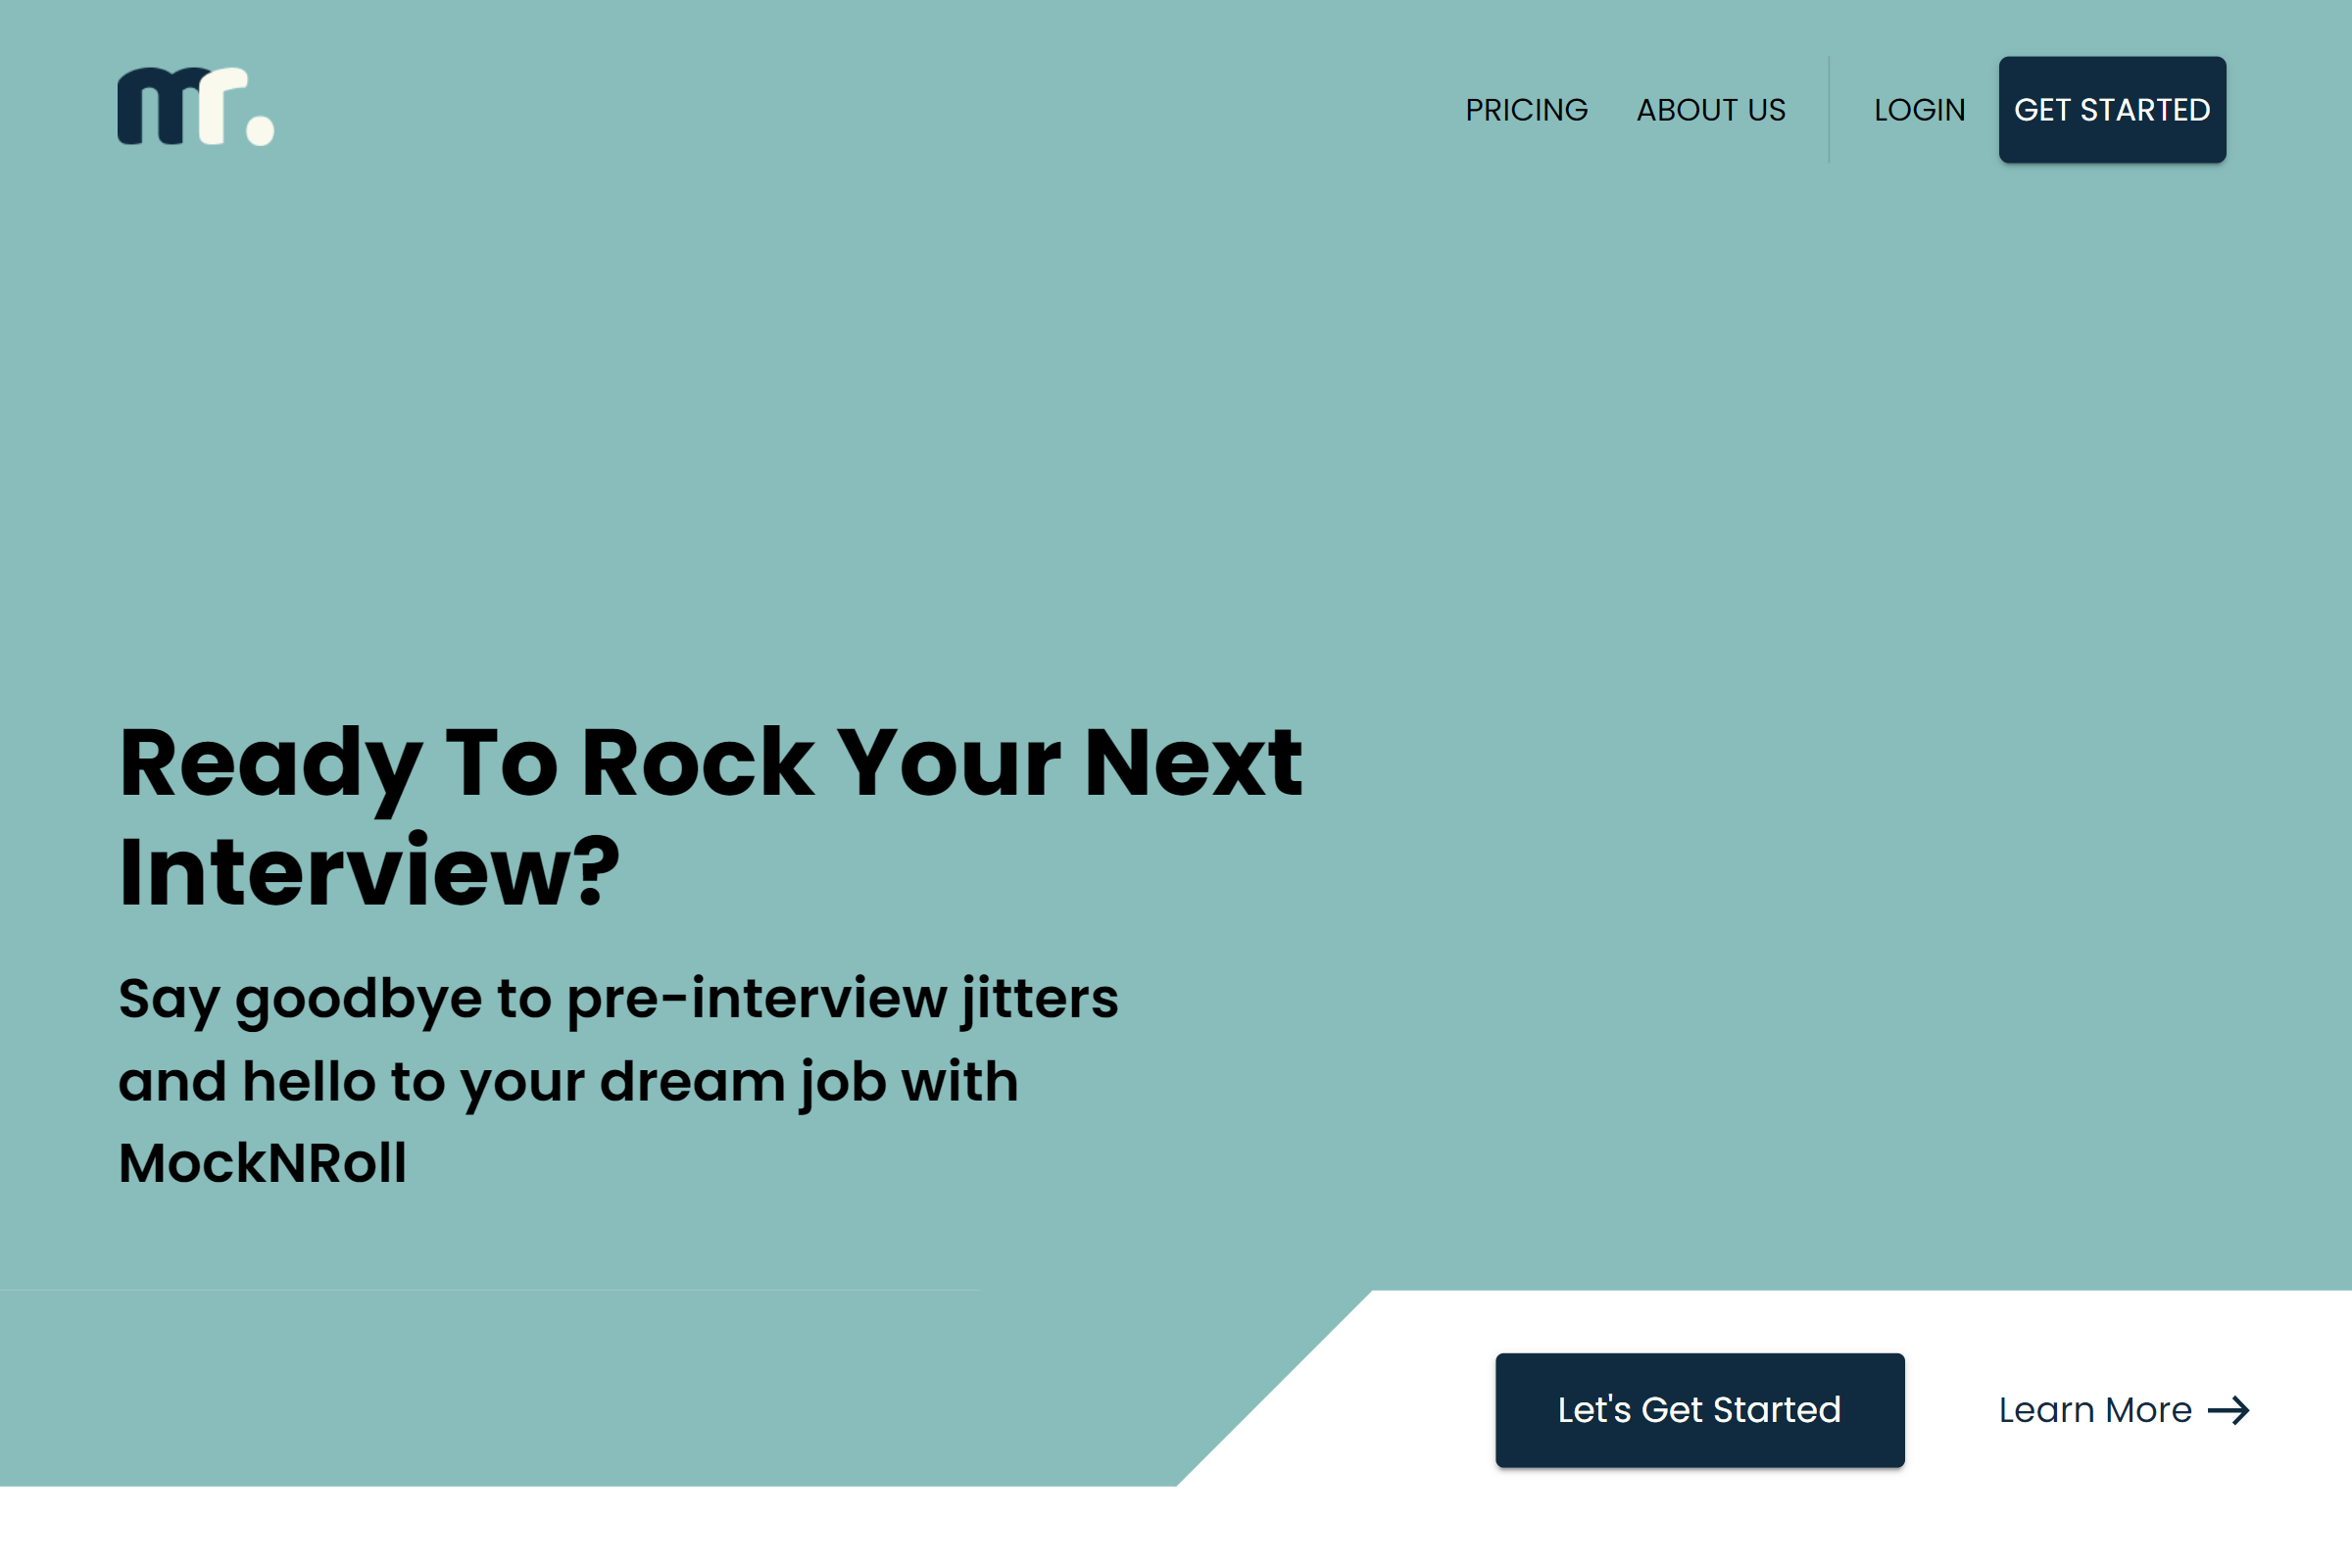 mr.
PRICING
ABOUT US
LOGIN
GET STARTED
Ready To Rock Your Next
Interview?
Say goodbye to pre-interview jitters
and hello to your dream job with
MockNRoll
Let's Get Started
Learn More